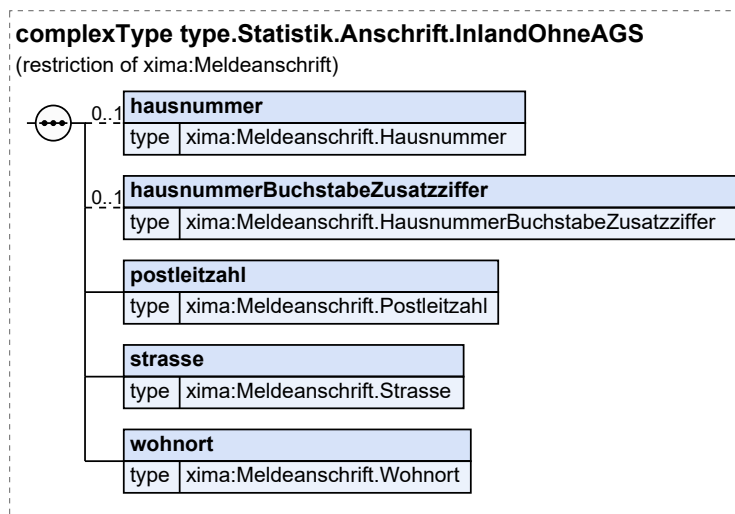 complexType type.Statistik.Anschrift.InlandOhneAGS
(restriction of xima:Meldeanschrift)
0..1
hausnummer
type xima:Meldeanschrift.Hausnummer
0..1
hausnummerBuchstabeZusatzziffer
type xima:Meldeanschrift.HausnummerBuchstabeZusatzziffer
postleitzahl
type xima:Meldeanschrift.Postleitzahl
strasse
type xima:Meldeanschrift.Strasse
wohnort
type xima:Meldeanschrift.Wohnort